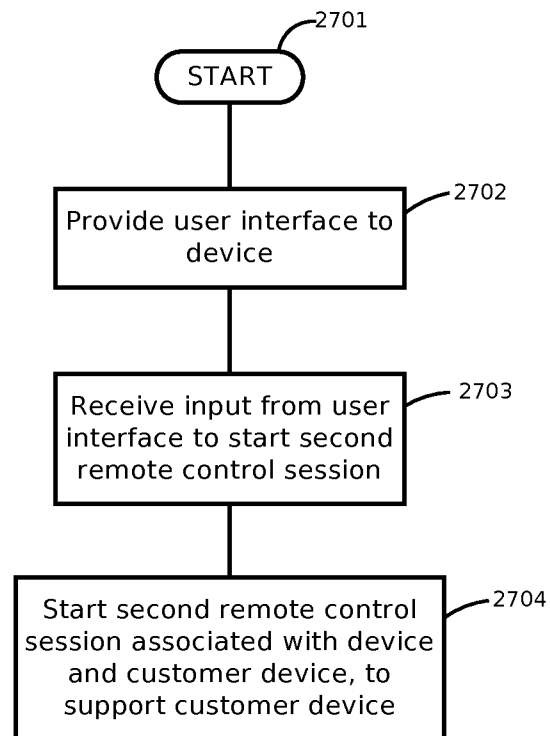 2701
START
2702
Provide user interface to
device
2703
Receive input from user
interface to start second
remote control session
2704
Start second remote control
session associated with device
and customer device, to
support customer device